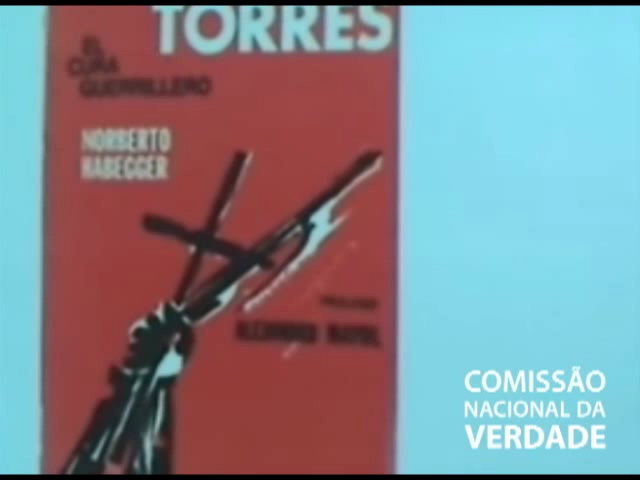 TORRES
EL
CURA
GUERRILLERO
NORBERTO
HABEGGER
COMISSÃO
NACIONAL DA
VERDADE